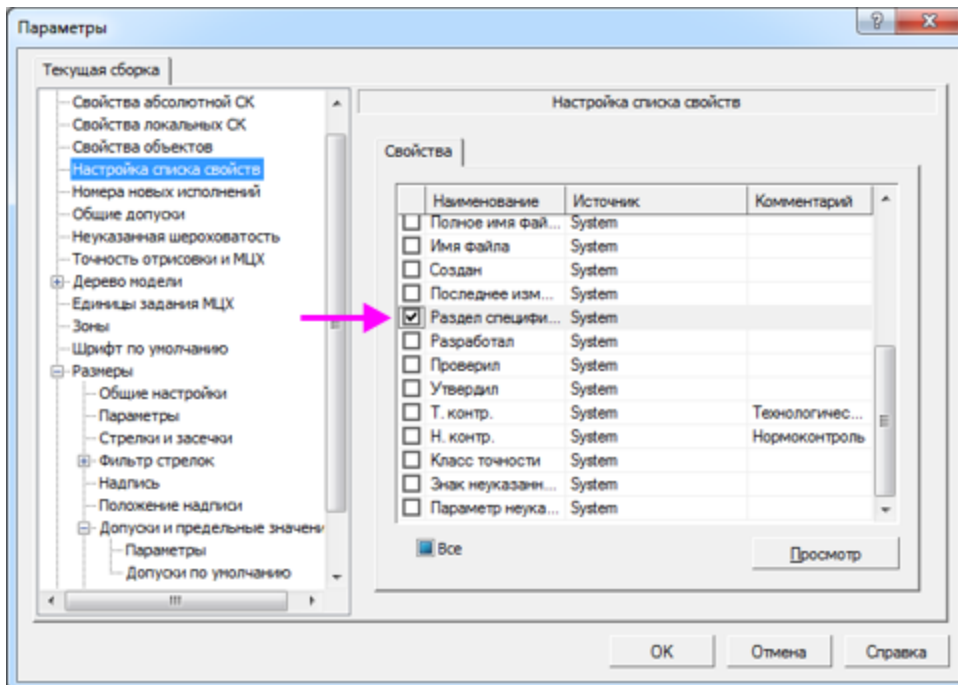 Параметры
Текущая сборка
Свойства абсолютной СК
Свойства локальных СК
Свойства объектов
Настройка списка свойств
Номера новых исполнений
Общие допуски
Неуказанная шероховатость
Точность отрисовки и МЦХ
Дерево модели
Единицы задания МЦХ
Зоны
Шрифт по умолчанию
Размеры
Общие настройки
Параметры
Стрелки и засечки
Фильтр стрелок
Надпись
Положение надписи
Допуски и предельные значени
Параметры
Допуски по умолчанию
Настройка списка свойств
Свойства
Наименование Источник Комментарий
Полное имя фай... System
Имя файла System
Создан System
Последнее изм... System
Раздел специфи... System
Разработал System
Проверил System
Утвердил System
Т. контр. System Технологичес...
Н. контр. System Нормоконтроль
Класс точности System
Знак неуказанн... System
Параметр неука... System
Все
Просмотр
OK Отмена Справка